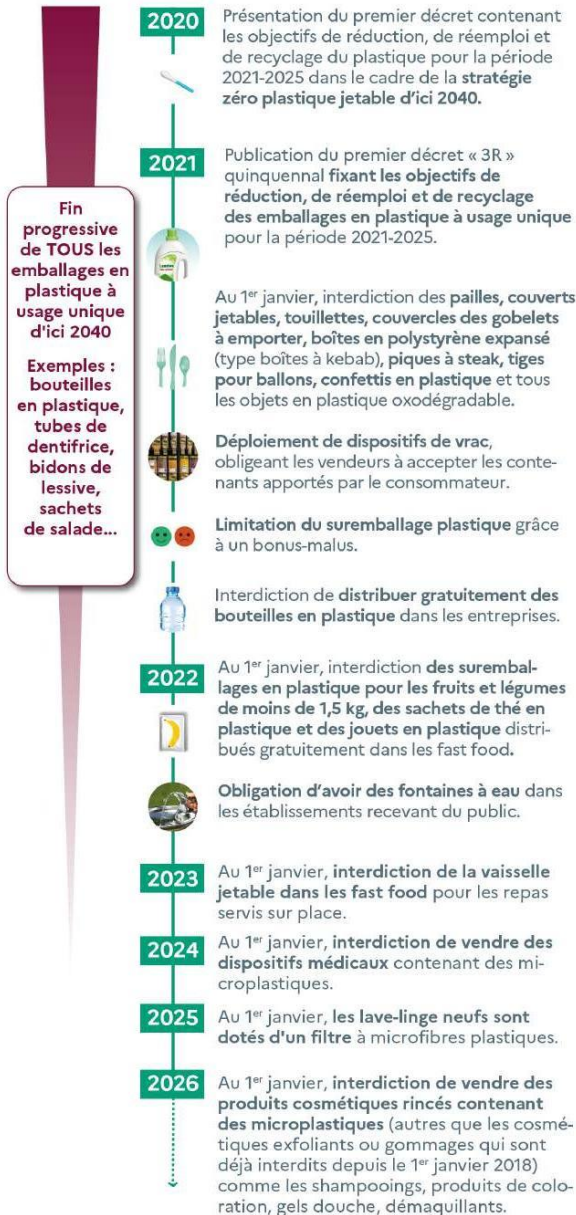 2020
Présentation du premier décret contenant
les objectifs de réduction, de réemploi et
de recyclage du plastique pour la période
2021-2025 dans le cadre de la stratégie
zéro plastique jetable d'ici 2040.
2021
Publication du premier décret « 3R »
quinquennal fixant les objectifs de
réduction, de réemploi et de recyclage
des emballages en plastique à usage unique
pour la période 2021-2025.
Fin
progressive
de TOUS les
emballages en
plastique à
usage unique
d'ici 2040
Exemples :
bouteilles
en plastique,
tubes de
dentifrice,
bidons de
lessive,
sachets
de salade...
Au 1er janvier, interdiction des pailles, couverts
jetables, touillettes, couvercles des gobelets
à emporter, boîtes en polystyrène expansé
(type boîtes à kebab), piques à steak, tiges
pour ballons, confettis en plastique et tous
les objets en plastique oxodégradable.
Déploiement de dispositifs de vrac,
obligeant les vendeurs à accepter les conte-
nants apportés par le consommateur.
Limitation du suremballage plastique grâce
à un bonus-malus.
Interdiction de distribuer gratuitement des
bouteilles en plastique dans les entreprises.
2022
Au 1er janvier, interdiction des suremba-
llages en plastique pour les fruits et légumes
de moins de 1,5 kg, des sachets de thé en
plastique et des jouets en plastique distri-
bués gratuitement dans les fast food.
Obligation d'avoir des fontaines à eau dans
les établissements recevant du public.
2023
Au 1er janvier, interdiction de la vaisselle
jetable dans les fast food pour les repas
servis sur place.
2024
Au 1er janvier, interdiction de vendre des
dispositifs médicaux contenant des mi-
croplastiques.
2025
Au 1er janvier, les lave-linge neufs sont
dotés d'un filtre à microfibres plastiques.
2026
Au 1er janvier, interdiction de vendre des
produits cosmétiques rincés contenant
des microplastiques (autres que les cosmé-
tiques exfoliants ou gommages qui sont
déjà interdits depuis le 1er janvier 2018)
comme les shampooings, produits de colo-
ration, gels douche, démaquillants.